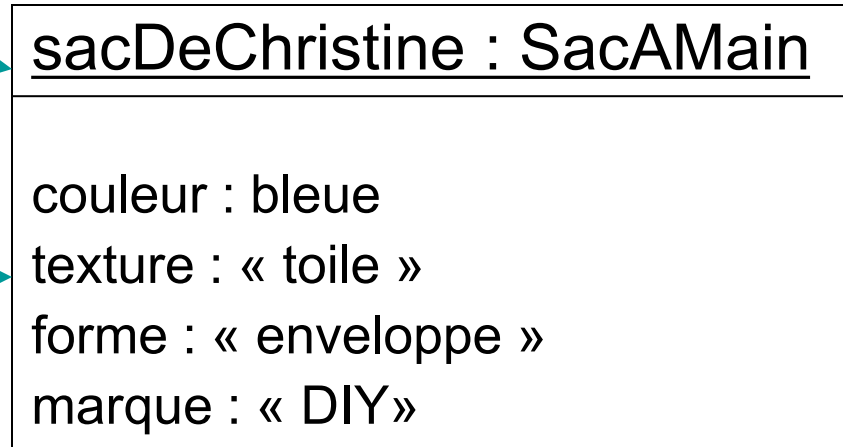 sacDeChristine : SacAMain
couleur : bleue
texture : « toile »
forme : « enveloppe »
marque : « DIY»